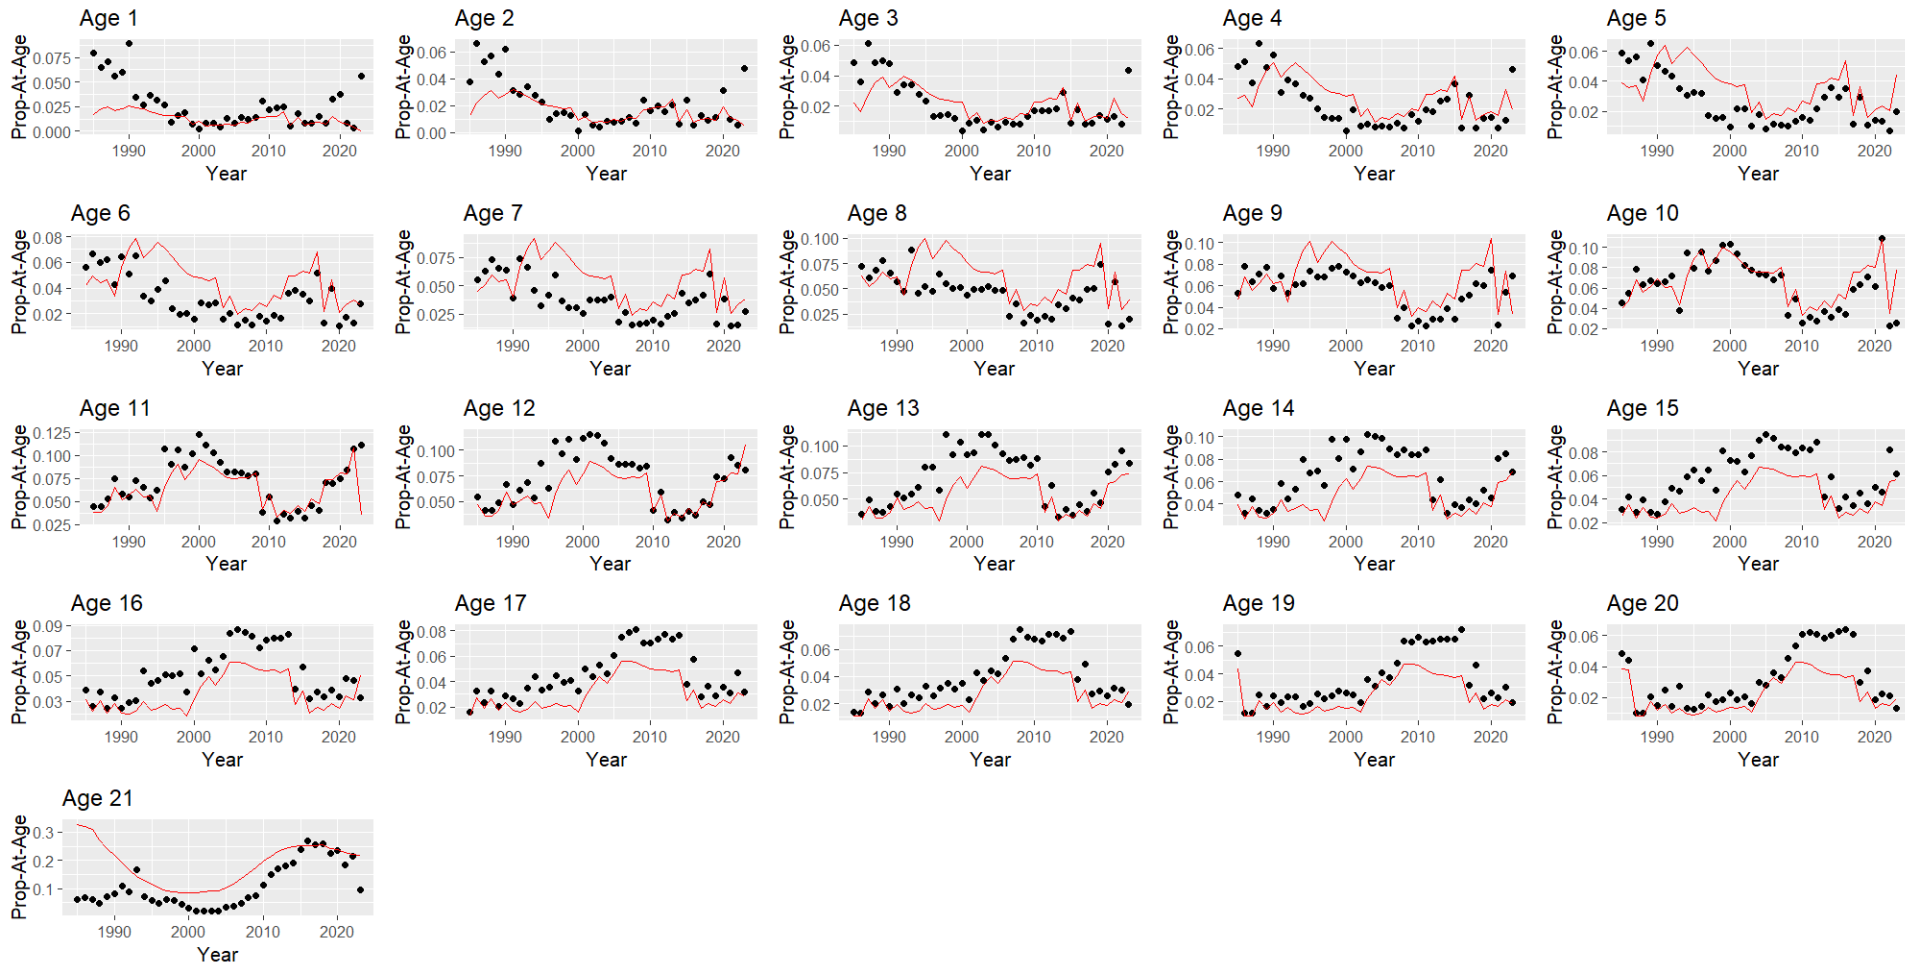 Age 1 Age 2 Age 3 Age 4 Age 5
Prop-At-Age 0.075 0.050 0.025 0.000 Prop-At-Age 0.06 0.04 0.02 0.00 Prop-At-Age 0.06 0.04 0.02 Prop-At-Age 0.06 0.04 0.02 Prop-At-Age 0.06 0.04 0.02
1990 2000 2010 2020 1990 2000 2010 2020 1990 2000 2010 2020 1990 2000 2010 2020 1990 2000 2010 2020
Year Year Year Year Year
Age 6 Age 7 Age 8 Age 9 Age 10
Prop-At-Age 0.08 0.06 0.04 0.02 Prop-At-Age 0.075 0.050 0.025 Prop-At-Age 0.100 0.075 0.050 0.025 Prop-At-Age 0.10 0.08 0.06 0.04 0.02 Prop-At-Age 0.10 0.08 0.06 0.04 0.02
1990 2000 2010 2020 1990 2000 2010 2020 1990 2000 2010 2020 1990 2000 2010 2020 1990 2000 2010 2020
Year Year Year Year Year
Age 11 Age 12 Age 13 Age 14 Age 15
Prop-At-Age 0.125 0.100 0.075 0.050 0.025 Prop-At-Age 0.100 0.075 0.050 Prop-At-Age 0.100 0.075 0.050 Prop-At-Age 0.10 0.08 0.06 0.04 Prop-At-Age 0.08 0.06 0.04 0.02
1990 2000 2010 2020 1990 2000 2010 2020 1990 2000 2010 2020 1990 2000 2010 2020 1990 2000 2010 2020
Year Year Year Year Year
Age 16 Age 17 Age 18 Age 19 Age 20
Prop-At-Age 0.09 0.07 0.05 0.03 Prop-At-Age 0.08 0.06 0.04 0.02 Prop-At-Age 0.06 0.04 0.02 Prop-At-Age 0.06 0.04 0.02 Prop-At-Age 0.06 0.04 0.02
1990 2000 2010 2020 1990 2000 2010 2020 1990 2000 2010 2020 1990 2000 2010 2020 1990 2000 2010 2020
Year Year Year Year Year
Age 21
Prop-At-Age 0.3 0.2 0.1
1990 2000 2010 2020
Year